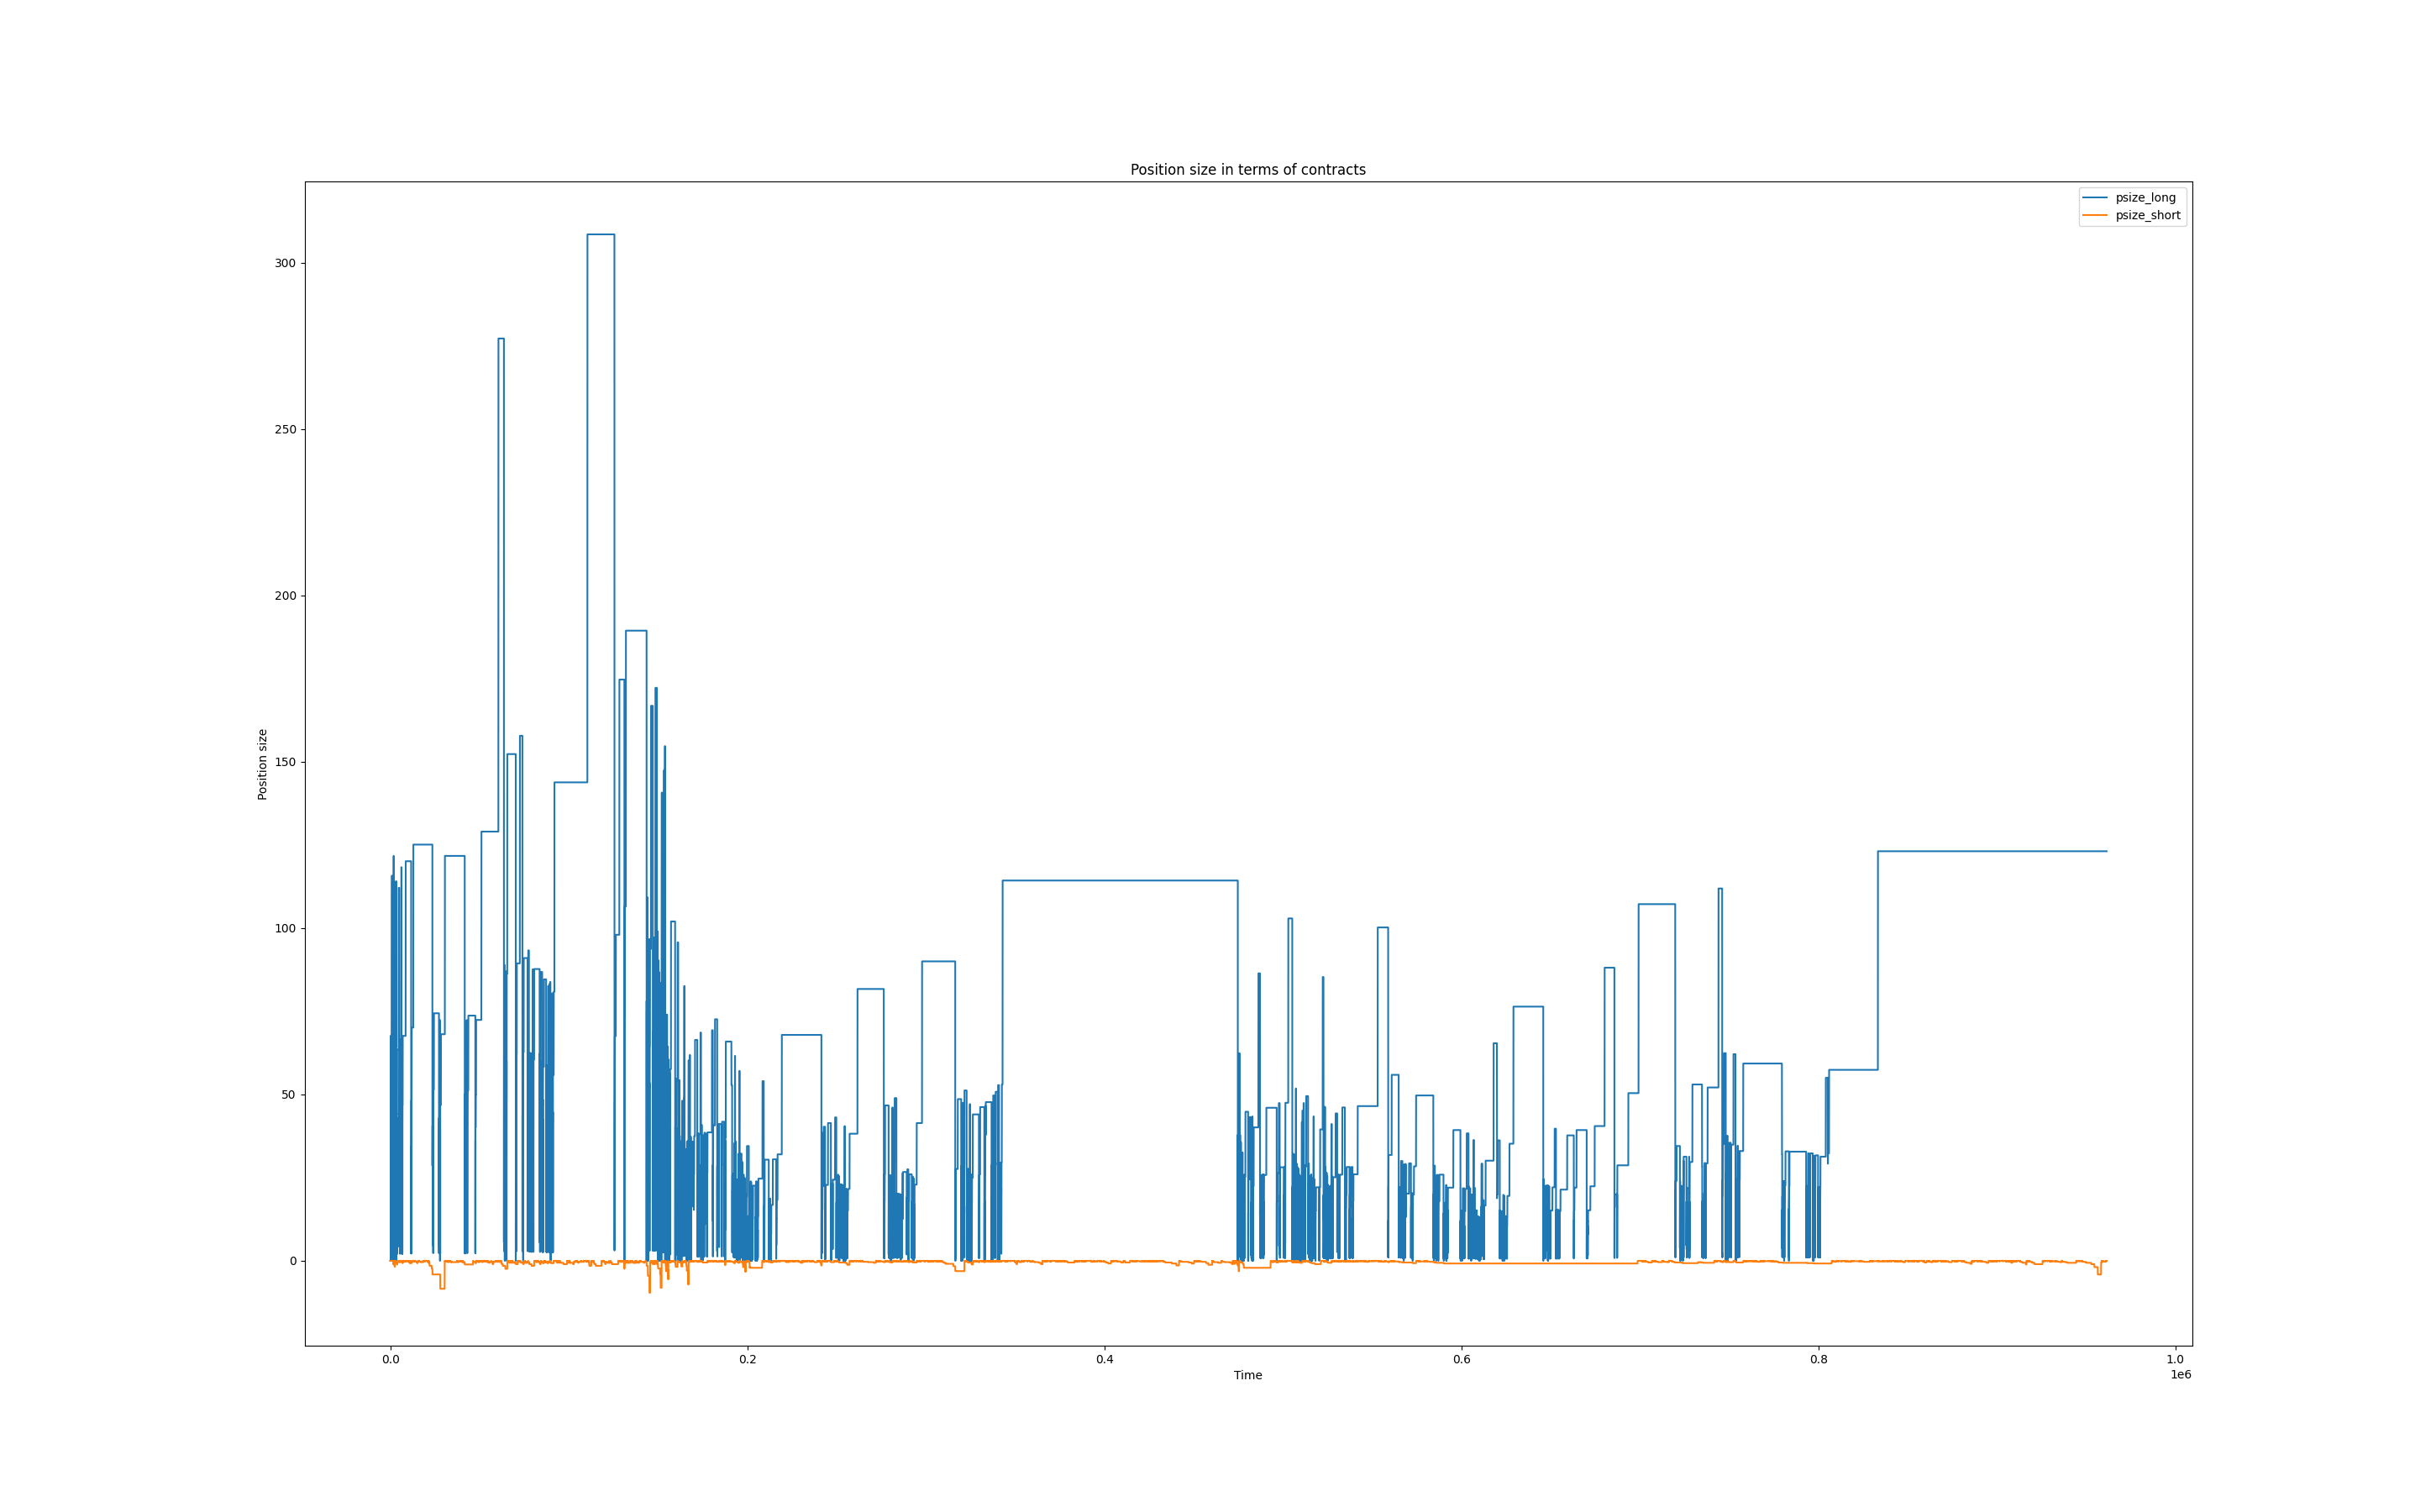 Position size in terms of contracts
psize_long
psize_short
Position size
300
250
200
150
100
50
0
0.0 0.2 0.4 0.6 0.8 1.0
1e6
Time